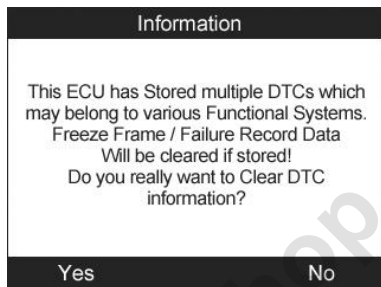 Information
This ECU has Stored multiple DTCs which
may belong to various Functional Systems.
Freeze Frame / Failure Record Data
Will be cleared if stored!
Do you really want to Clear DTC
information?
Yes
No